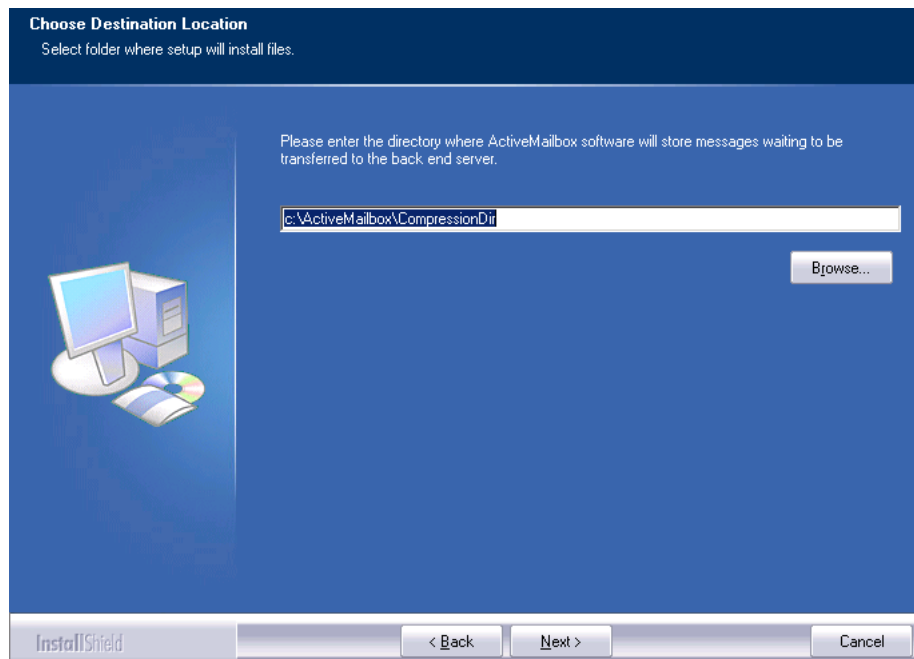 Choose Destination Location
Select folder where setup will install files.
Please enter the directory where ActiveMailbox software will store messages waiting to be
transferred to the back end server.
c:\ActiveMailbox\CompressionDir
Browse...
InstallShield
< Back
Next >
Cancel